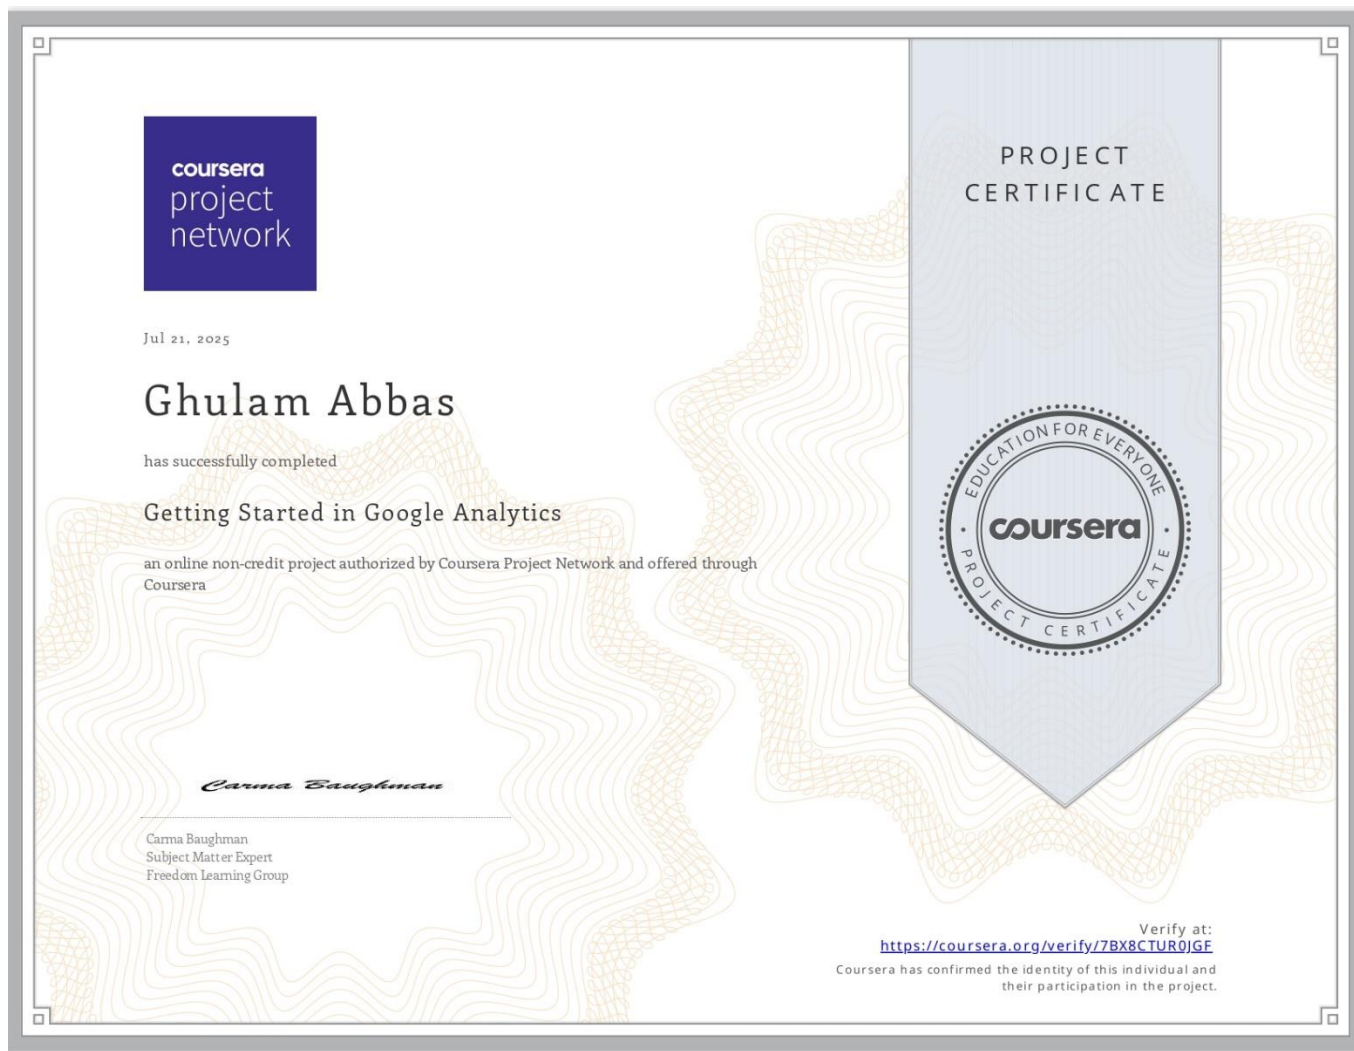 coursera
project
network
PROJECT
CERTIFICATE
Jul 21, 2025
Ghulam Abbas
has successfully completed
Getting Started in Google Analytics
an online non-credit project authorized by Coursera Project Network and offered through
Coursera
EDUCATION FOR EVERYONE
coursera
PROJECT CERTIFICATE
Carma Baughman
Carma Baughman
Subject Matter Expert
Freedom Learning Group
Verify at:
https://coursera.org/verify/7BX8CTUR0JGF
Coursera has confirmed the identity of this individual and
their participation in the project.